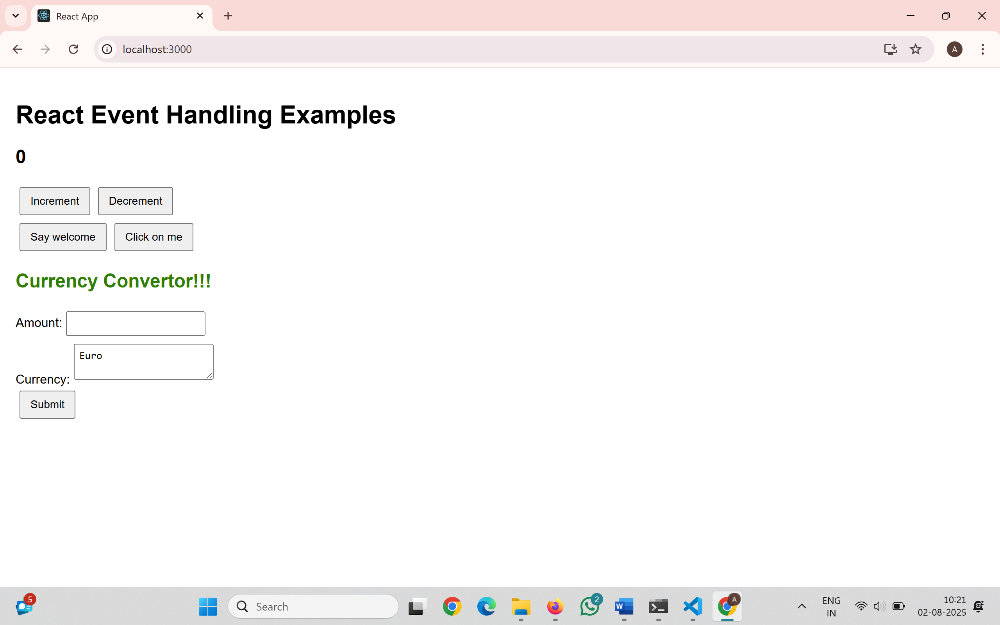 React App
localhost:3000
A
React Event Handling Examples
0
Increment Decrement
Say welcome Click on me
Currency Convertor!!!
Amount:
Euro
Currency:
Submit
5
Search
2
W
A
ENG
IN
10:21
02-08-2025